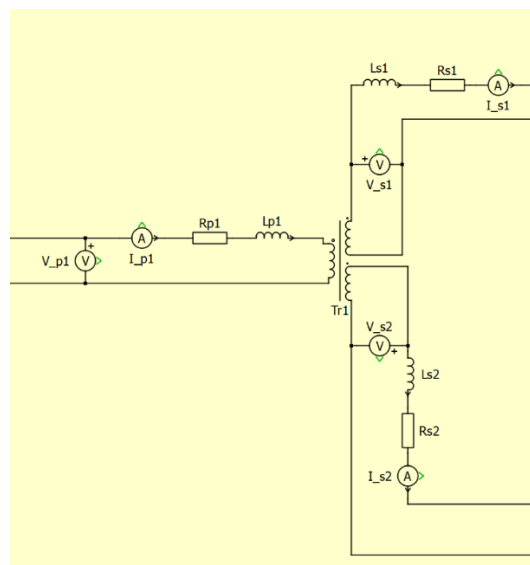 Ls1
Rs1
A
I_s1
+
V
V_s1
Rp1
Lp1
A
I_p1
+
V_p1
V
Tr1
V_s2
V
+
Ls2
Rs2
I_s2
A